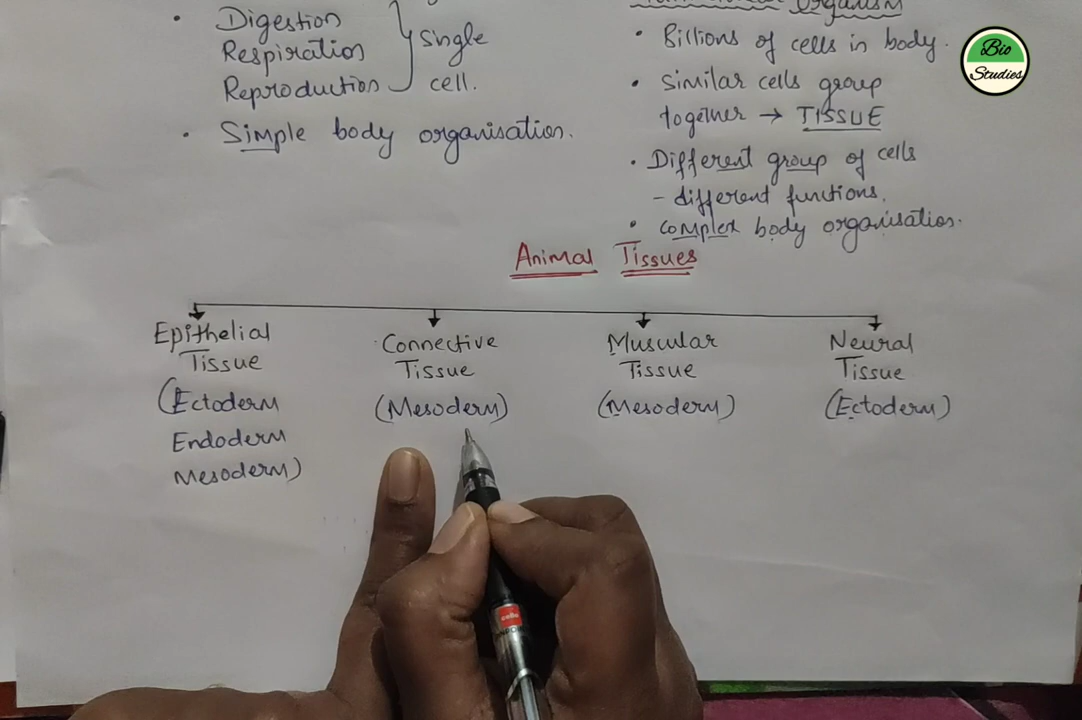 Organism
• Digestion
Respiration
Reproduction
Single
cell.
• Simple body organisation.
• Billions of cells in body.
• Similar cells group
together → TISSUE
• Different group of cells
- different functions.
• complex body organisation.
Bio
Studies
Animal Tissues
Epithelial
Tissue
(Ectoderm
Endoderm
Mesoderm)
Connective
Tissue
(Mesoderm)
Muscular
Tissue
(Mesoderm)
Neural
Tissue
(Ectoderm)